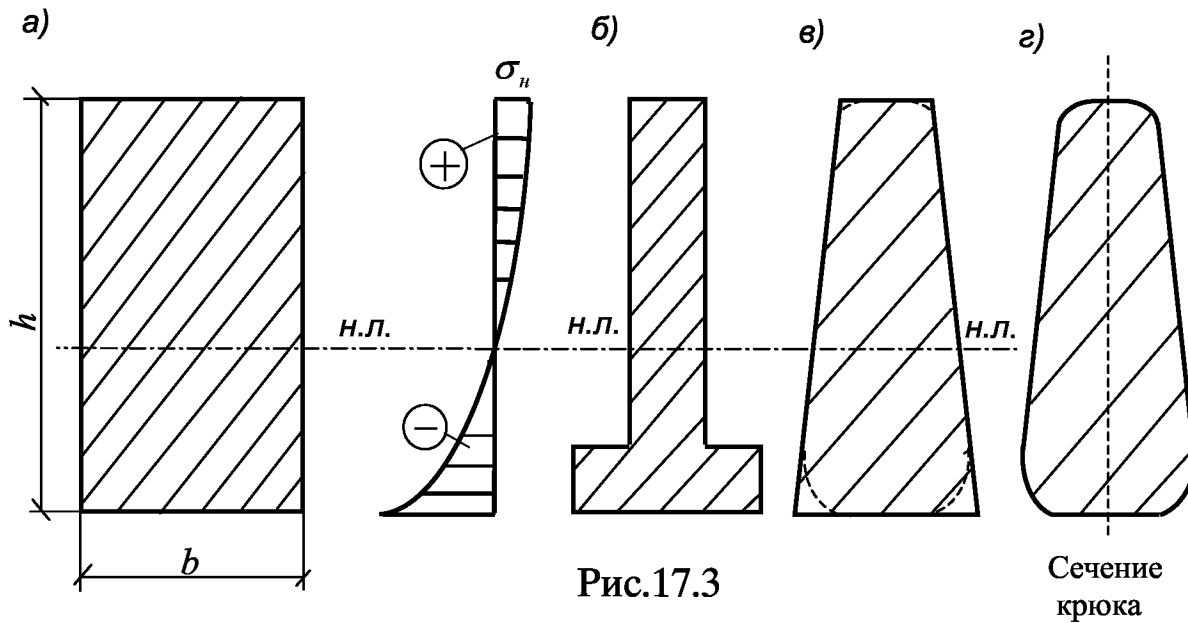 а)
б)
в)
г)
σн
+
h
н.л.
н.л.
н.л.
−
b
Рис.17.3
Сечение
крюка